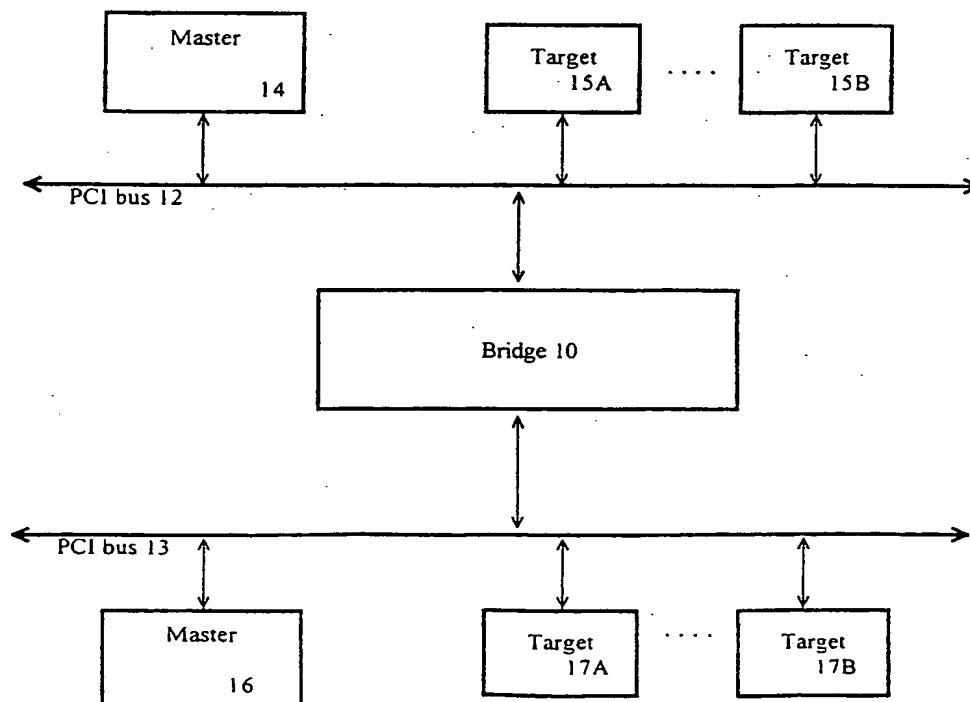 Master
14
Target
15A
Target
15B
PCI bus 12
Bridge 10
PCI bus 13
Master
16
Target
17A
Target
17B